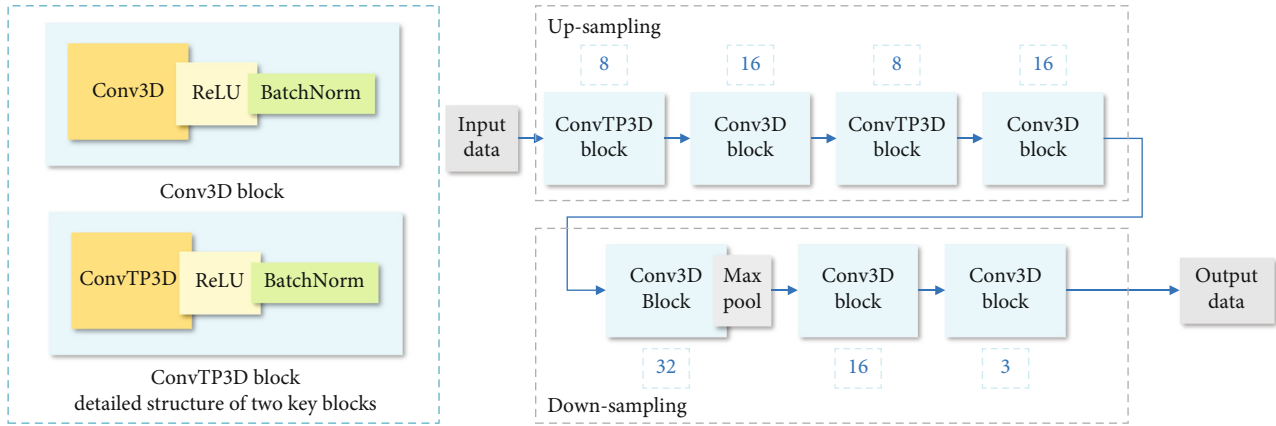 Conv3D
ReLU
BatchNorm
Conv3D block
ConvTP3D
ReLU
BatchNorm
ConvTP3D block
detailed structure of two key blocks
Input
data
Up-sampling
8
16
8
16
ConvTP3D
block
Conv3D
block
ConvTP3D
block
Conv3D
block
Conv3D
Block
Max
pool
Conv3D
block
Conv3D
block
32
16
3
Down-sampling
Output
data